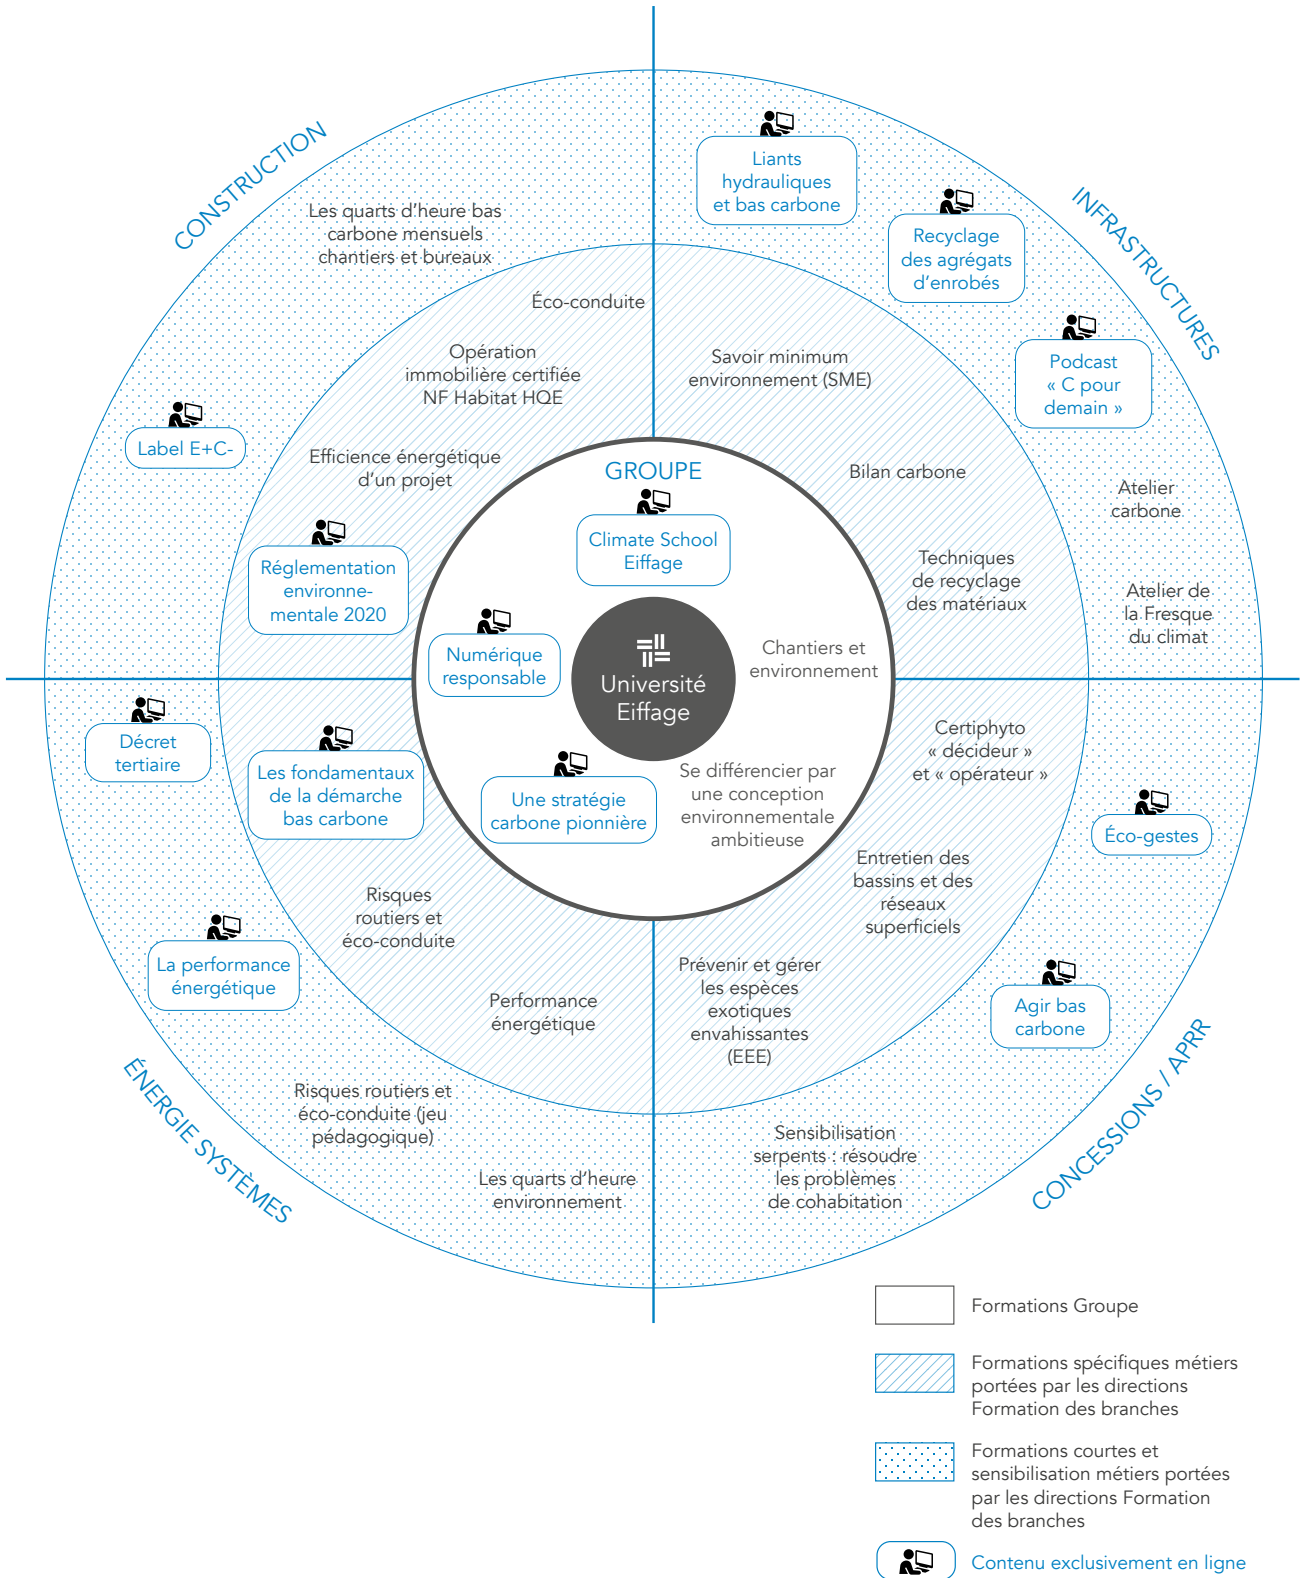 CONSTRUCTION
Les quarts d’heure bas
carbone mensuels
chantiers et bureaux
Label E+C-
Éco-conduite
Opération
immobilière certifiée
NF Habitat HQE
Efficience énergétique
d’un projet
Réglementation
environne-
mentale 2020
INFRASTRUCTURES
Liants
hydrauliques
et bas carbone
Recyclage
des agrégats
d’enrobés
Podcast
« C pour
demain »
Atelier
carbone
Atelier de
la Fresque
du climat
Savoir minimum
environnement (SME)
Bilan carbone
Techniques
de recyclage
des matériaux
GROUPE
Climate School
Eiffage
Numérique
responsable
Université
Eiffage
Chantiers et
environnement
Une stratégie
carbone pionnière
Se différencier par
une conception
environnementale
ambitieuse
Décret
tertiaire
Les fondamentaux
de la démarche
bas carbone
Risques
routiers et
éco-conduite
La performance
énergétique
Performance
énergétique
Risques routiers et
éco-conduite (jeu
pédagogique)
Les quarts d’heure
environnement
ÉNERGIE SYSTÈMES
Certiphyto
« décideur »
et « opérateur »
Éco-gestes
Entretien des
bassins et des
réseaux
superficiels
Prévenir et gérer
les espèces
exotiques
envahissantes
(EEE)
Agir bas
carbone
Sensibilisation
serpents : résoudre
les problèmes
de cohabitation
CONCESSIONS / APRR
Formations Groupe
Formations spécifiques métiers
portées par les directions
Formation des branches
Formations courtes et
sensibilisation métiers portées
par les directions Formation
des branches
Contenu exclusivement en ligne